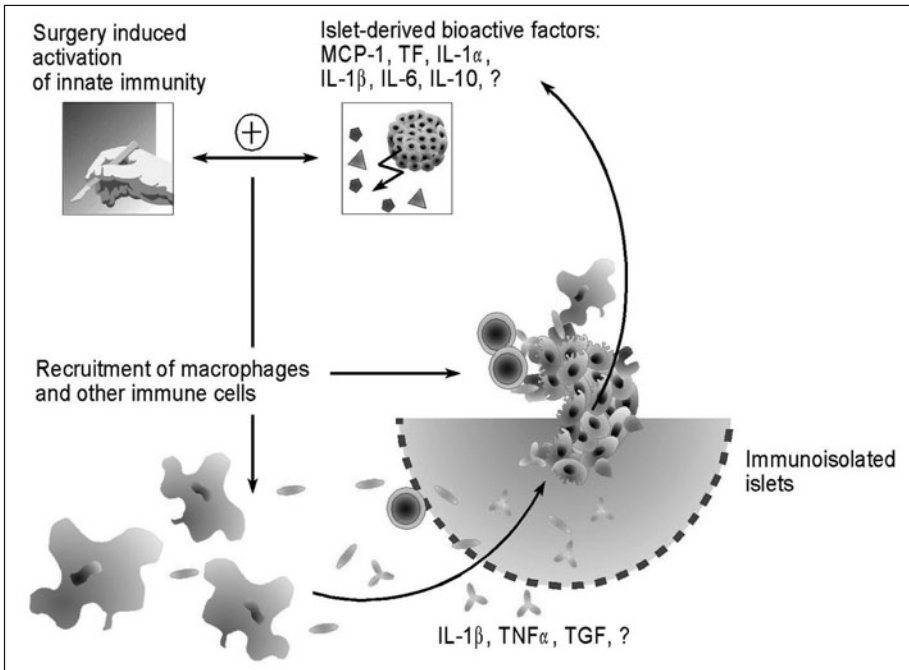 Surgery induced
activation
of innate immunity
Islet-derived bioactive factors:
MCP-1, TF, IL-1α,
IL-1β, IL-6, IL-10, ?
+
Recruitment of macrophages
and other immune cells
Immunoisolated
islets
IL-1β, TNFα, TGF, ?